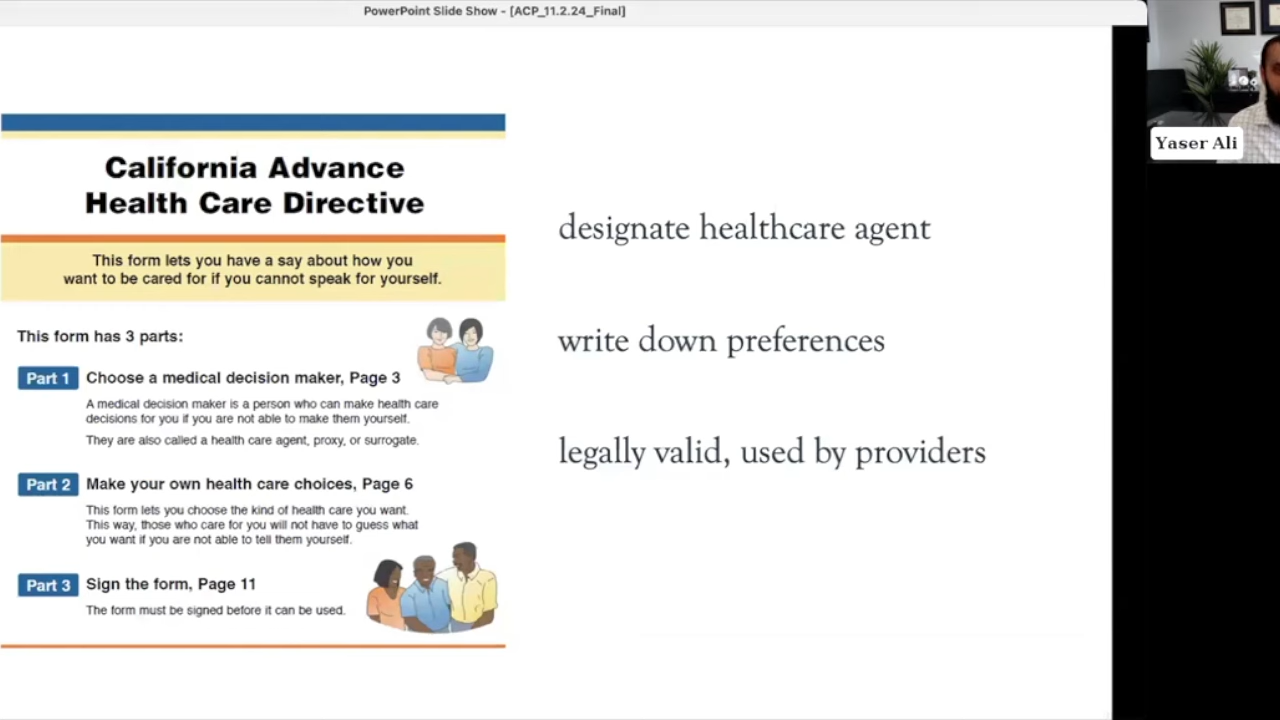 PowerPoint Slide Show - [ACP_11.2.24_Final]
California Advance
Health Care Directive
This form lets you have a say about how you
want to be cared for if you cannot speak for yourself.
This form has 3 parts:
Part 1 Choose a medical decision maker, Page 3
A medical decision maker is a person who can make health care
decisions for you if you are not able to make them yourself.
They are also called a health care agent, proxy, or surrogate.
Part 2 Make your own health care choices, Page 6
This form lets you choose the kind of health care you want.
This way, those who care for you will not have to guess what
you want if you are not able to tell them yourself.
Part 3 Sign the form, Page 11
The form must be signed before it can be used.
designate healthcare agent
write down preferences
legally valid, used by providers
Yaser Ali